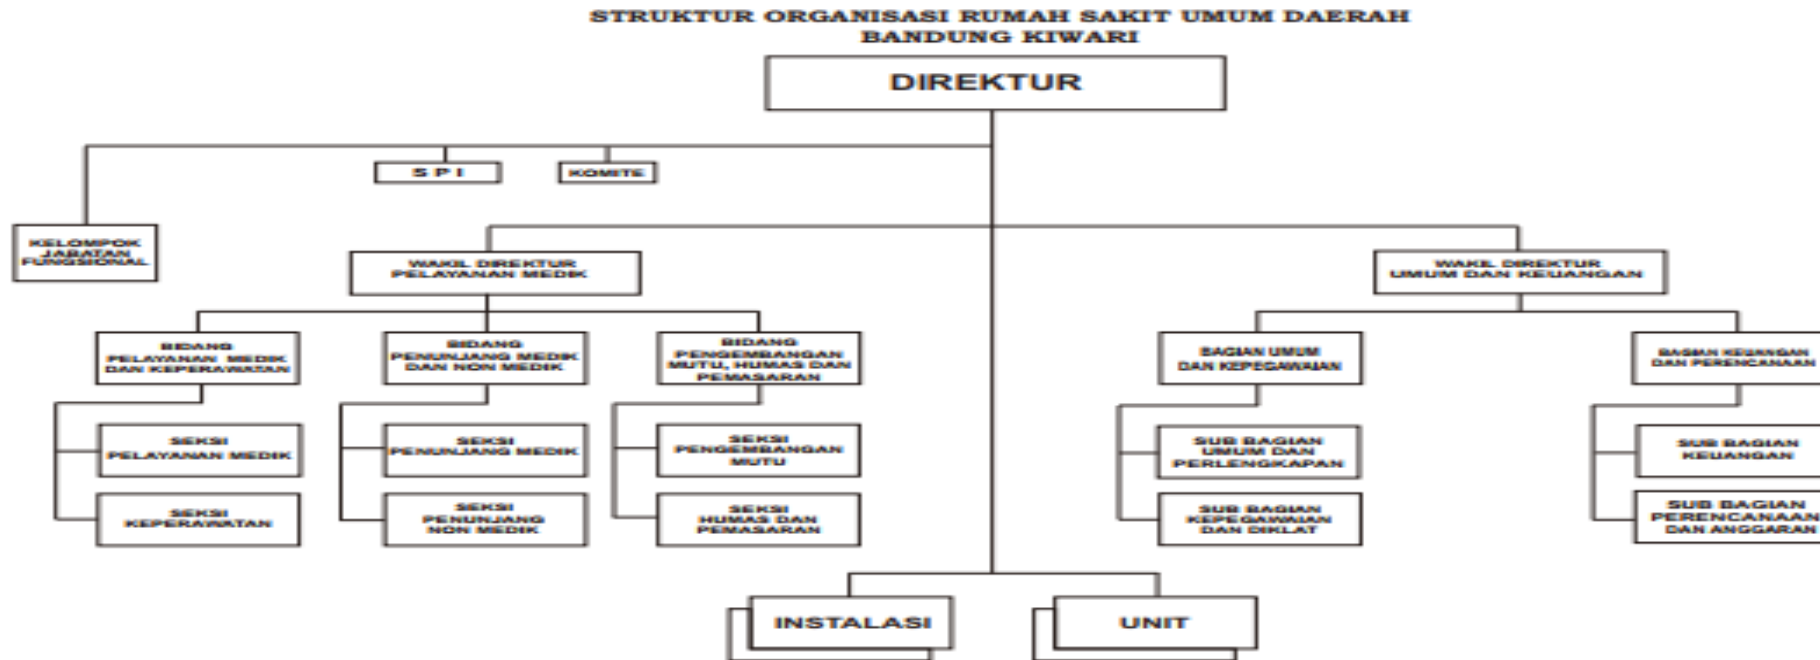 STRUKTUR ORGANISASI RUMAH SAKIT UMUM DAERAH
BANDUNG KIWARI
DIREKTUR
S P I
KOMITE
KELOMPOK
JABATAN
FUNGSIONAL
WAKIL DIREKTUR
PELAYANAN MEDIK
WAKIL DIREKTUR
UMUM DAN KEUANGAN
BIDANG
PELAYANAN MEDIK
DAN KEPERAWATAN
BIDANG
PENUNJANG MEDIK
DAN NON MEDIK
BIDANG
PENGEMBANGAN
MUTU, HUMAS DAN
PEMASARAN
BAGIAN UMUM
DAN KEPEGAWAIAN
BAGIAN KEUANGAN
DAN PERENCANAAN
SEKSI
PELAYANAN MEDIK
SEKSI
PENUNJANG MEDIK
SEKSI
PENGEMBANGAN
MUTU
SUB BAGIAN
UMUM DAN
PERLENGKAPAN
SUB BAGIAN
KEUANGAN
SEKSI
KEPERAWATAN
SEKSI
PENUNJANG
NON MEDIK
SEKSI
HUMAS DAN
PEMASARAN
SUB BAGIAN
KEPEGAWAIAN
DAN DIKLAT
SUB BAGIAN
PERENCANAAN
DAN ANGGARAN
INSTALASI
UNIT